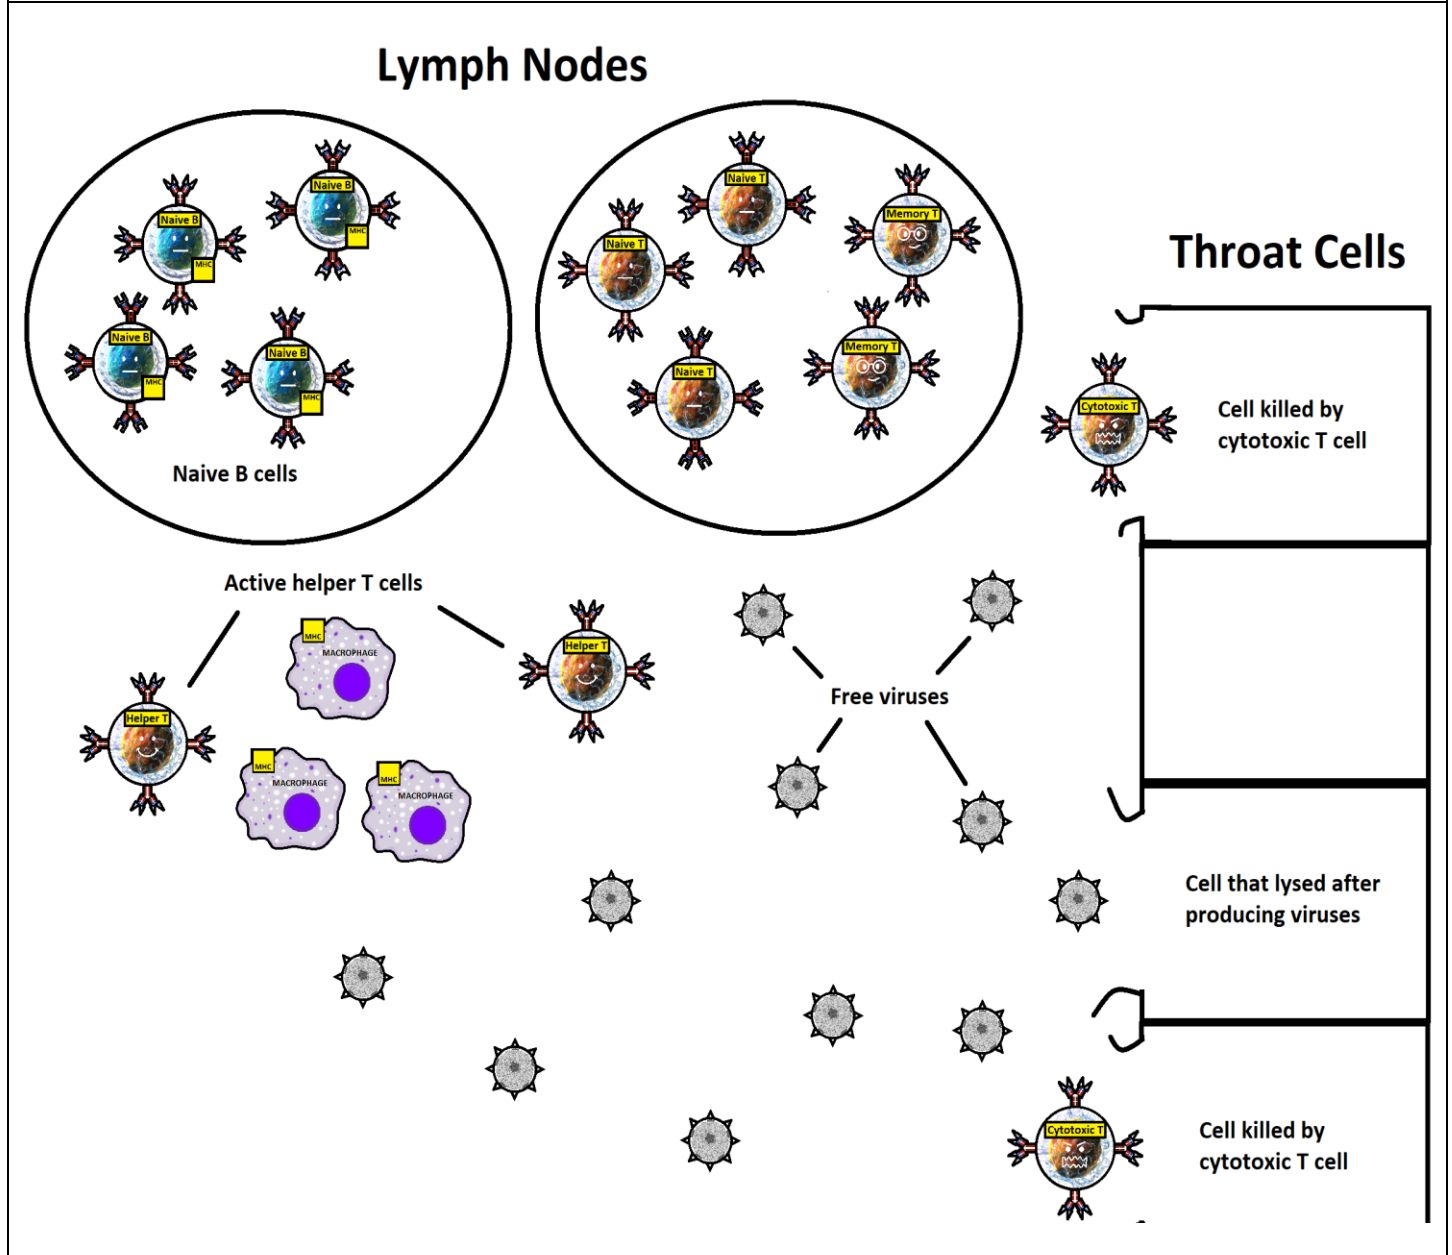 Lymph Nodes
Naive B
MHC
Naive B
MHC
Naive B
MHC
Naive B
MHC
Naive B cells
Naive T
Naive T
Naive T
Memory T
Memory T
Throat Cells
Cytotoxic T
Cell killed by
cytotoxic T cell
Active helper T cells
MHC
MACROPHAGE
Helper T
Helper T
MHC
MACROPHAGE
MHC
MACROPHAGE
Free viruses
Cell that lysed after
producing viruses
Cytotoxic T
Cell killed by
cytotoxic T cell